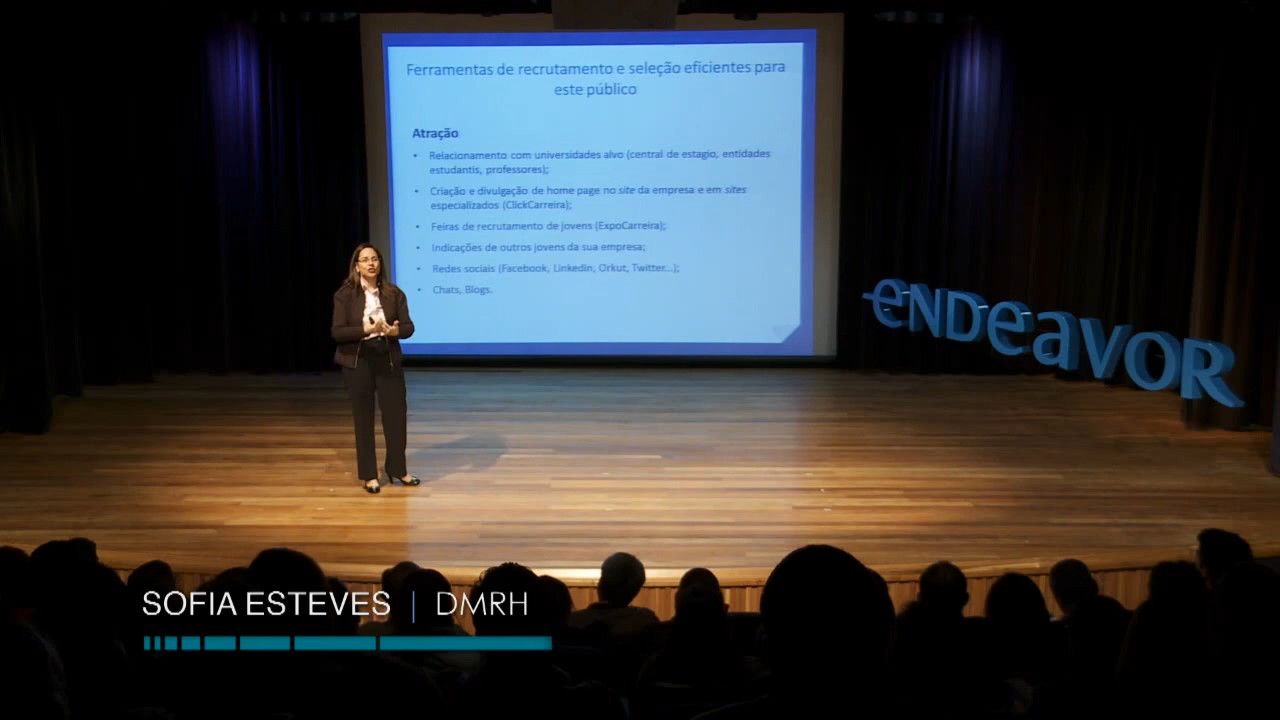 Ferramentas de recrutamento e seleção eficientes para
este público
Atração
• Relacionamento com universidades alvo (central de estagio, entidades
estudantis, professores);
• Criação e divulgação de home page no site da empresa e em sites
especializados (ClickCarreira);
• Feiras de recrutamento de jovens (ExpoCarreira);
• Indicações de outros jovens da sua empresa;
• Redes sociais (Facebook, Linkedin, Orkut, Twitter...);
• Chats, Blogs.
eNDeaVOR
SOFIA ESTEVES | DMRH